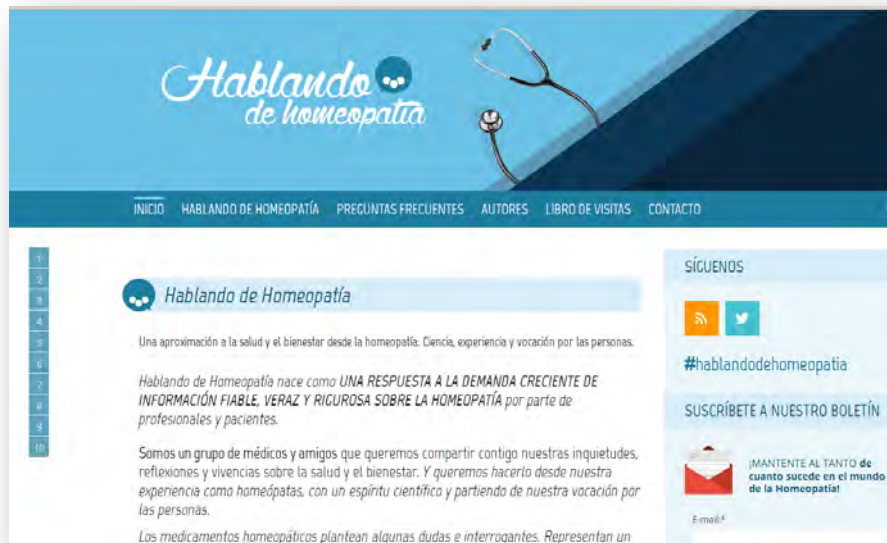 Hablando
de homeopatía
INICIO HABLANDO DE HOMEOPATÍA PREGUNTAS FRECUENTES AUTORES LIBRO DE VISITAS CONTACTO
1
2
3
4
5
6
7
8
9
10
Hablando de Homeopatía
Una aproximación a la salud y el bienestar desde la homeopatía. Ciencia, experiencia y vocación por las personas.
Hablando de Homeopatía nace como UNA RESPUESTA A LA DEMANDA CRECIENTE DE
INFORMACIÓN FIABLE, VERAZ Y RIGUROSA SOBRE LA HOMEOPATÍA por parte de
profesionales y pacientes.
Somos un grupo de médicos y amigos que queremos compartir contigo nuestras inquietudes,
reflexiones y vivencias sobre la salud y el bienestar. Y queremos hacerlo desde nuestra
experiencia como homeópatas, con un espíritu científico y partiendo de nuestra vocación por
las personas.
Los medicamentos homeopáticos plantean algunas dudas e interrogantes. Representan un
SÍGUENOS
#hablandodehomeopatia
SUSCRÍBETE A NUESTRO BOLETÍN
¡MANTENTE AL TANTO de
cuanto sucede en el mundo
de la Homeopatía!
E-mail:*